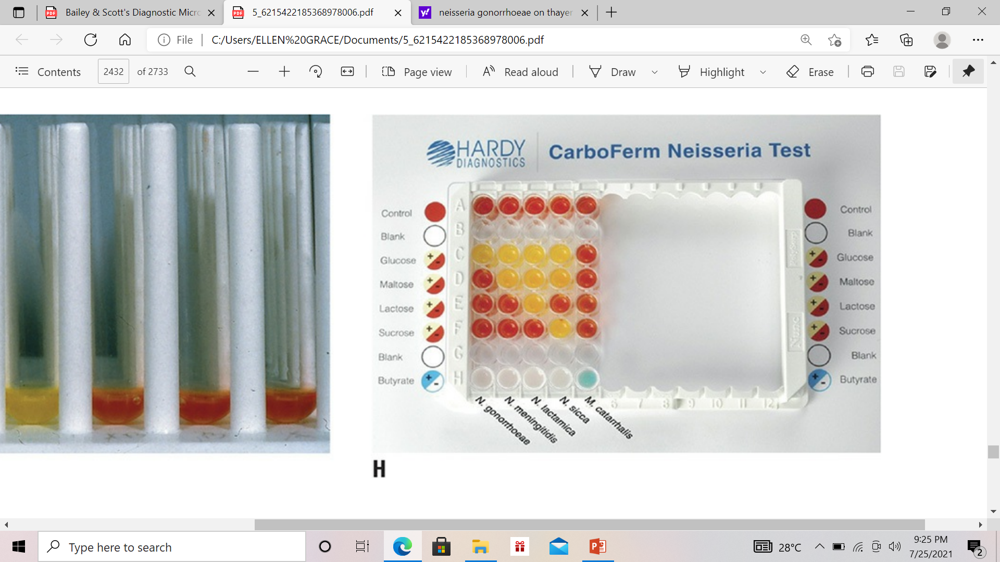 Bailey & Scott's Diagnostic Micro
5_6215422185368978006.pdf
neisseria gonorrhoeae on thayer
File
C:/Users/ELLEN%20GRACE/Documents/5_6215422185368978006.pdf
Contents
2432 of 2733
Page view
Read aloud
Draw
Highlight
Erase
HARDY
DIAGNOSTICS
CarboFerm Neisseria Test
Control A Control
Blank B Blank
Glucose C Glucose
Maltose D Maltose
Lactose E Lactose
Sucrose F Sucrose
Blank G Blank
Butyrate H Butyrate
6 7 8 9 10 11 12
Nunc
N. gonorrhoeae
N. meningitidis
N. lactamica
N. sicca
M. catarrhalis
H
Type here to search
28°C
9:25 PM
7/25/2021
2